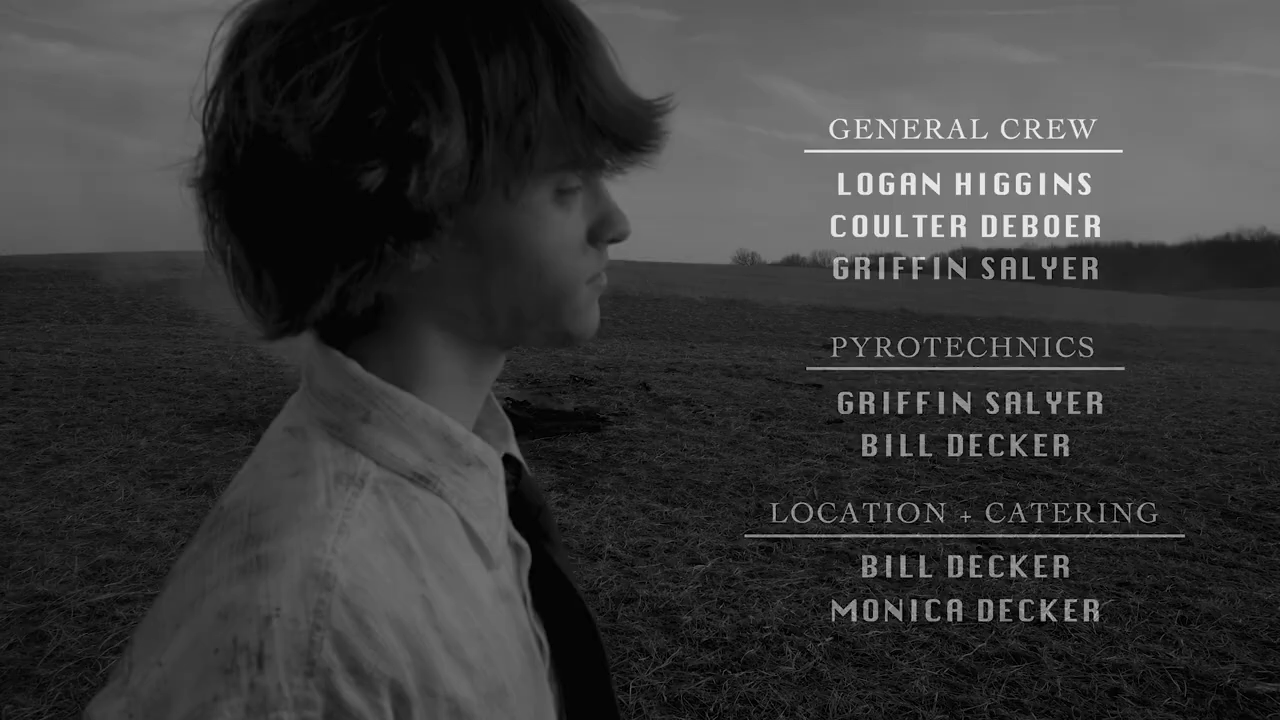 GENERAL CREW
LOGAN HIGGINS
COULTER DEBOER
GRIFFIN SALYER
PYROTECHNICS
GRIFFIN SALYER
BILL DECKER
LOCATION + CATERING
BILL DECKER
MONICA DECKER